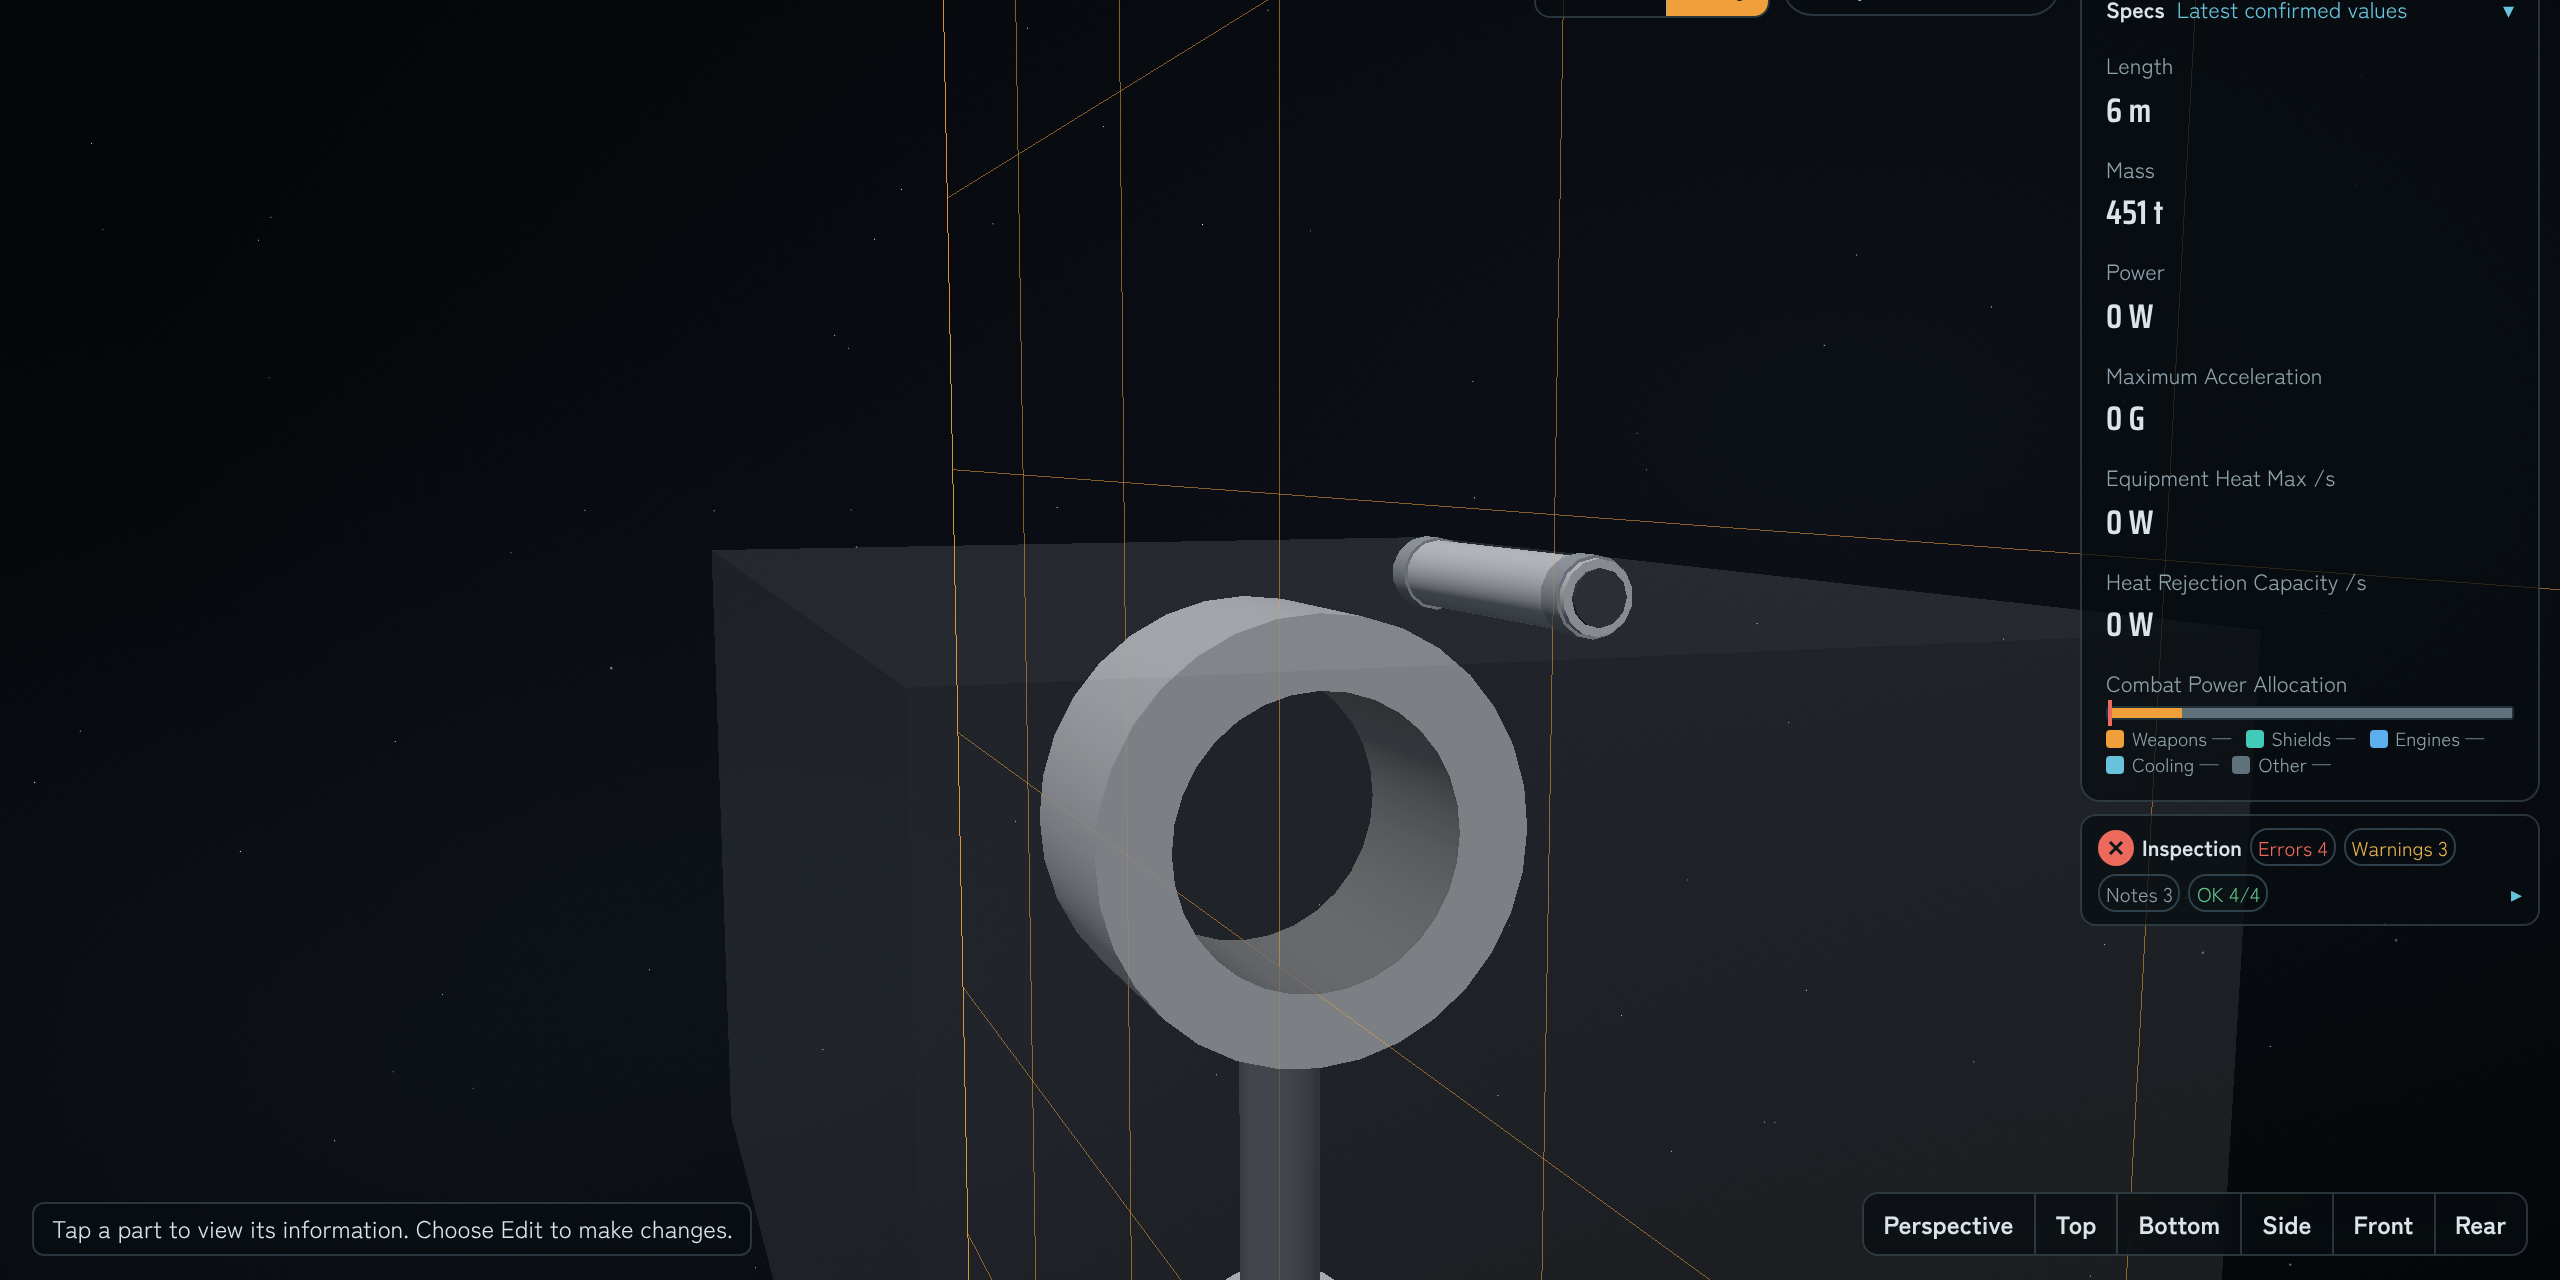 Specs Latest confirmed values ▼
Length
6 m
Mass
451 t
Power
0 W
Maximum Acceleration
0 G
Equipment Heat Max /s
0 W
Heat Rejection Capacity /s
0 W
Combat Power Allocation
Weapons — Shields — Engines —
Cooling — Other —
Inspection Errors 4 Warnings 3
Notes 3 OK 4/4
Tap a part to view its information. Choose Edit to make changes.
Perspective Top Bottom Side Front Rear